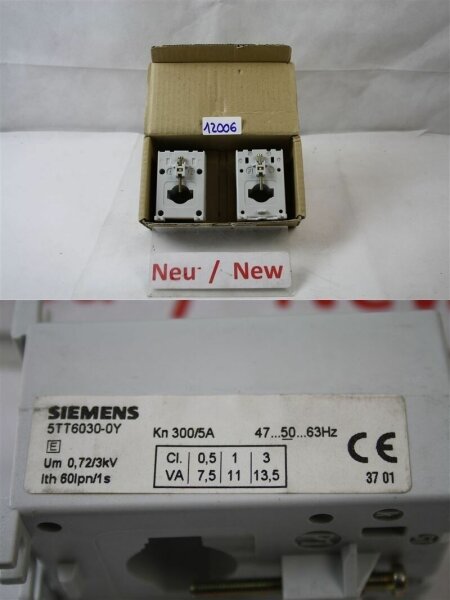 12006
Neu / New
SIEMENS
5TT6030-0Y
Kn 300/5A 47...50...63Hz
E
Um 0,72/3kV
Ith 60Ipn/1s
Cl. 0,5 1 3
VA 7,5 11 13,5
CE
37 01